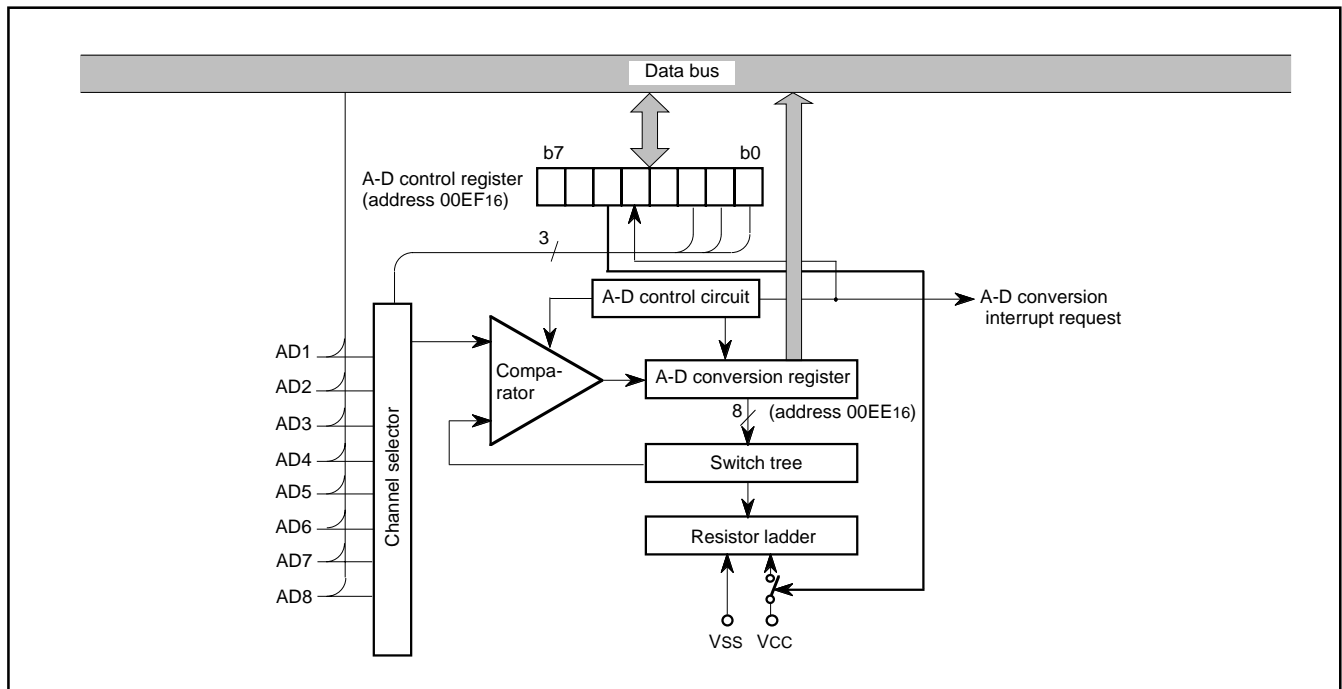 Data bus
b7 b0
A-D control register
(address 00EF16)
3
A-D control circuit
A-D conversion
interrupt request
AD1
AD2
AD3
AD4
AD5
AD6
AD7
AD8
Channel selector
Compa-
rator
A-D conversion register
8 (address 00EE16)
Switch tree
Resistor ladder
VSS VCC